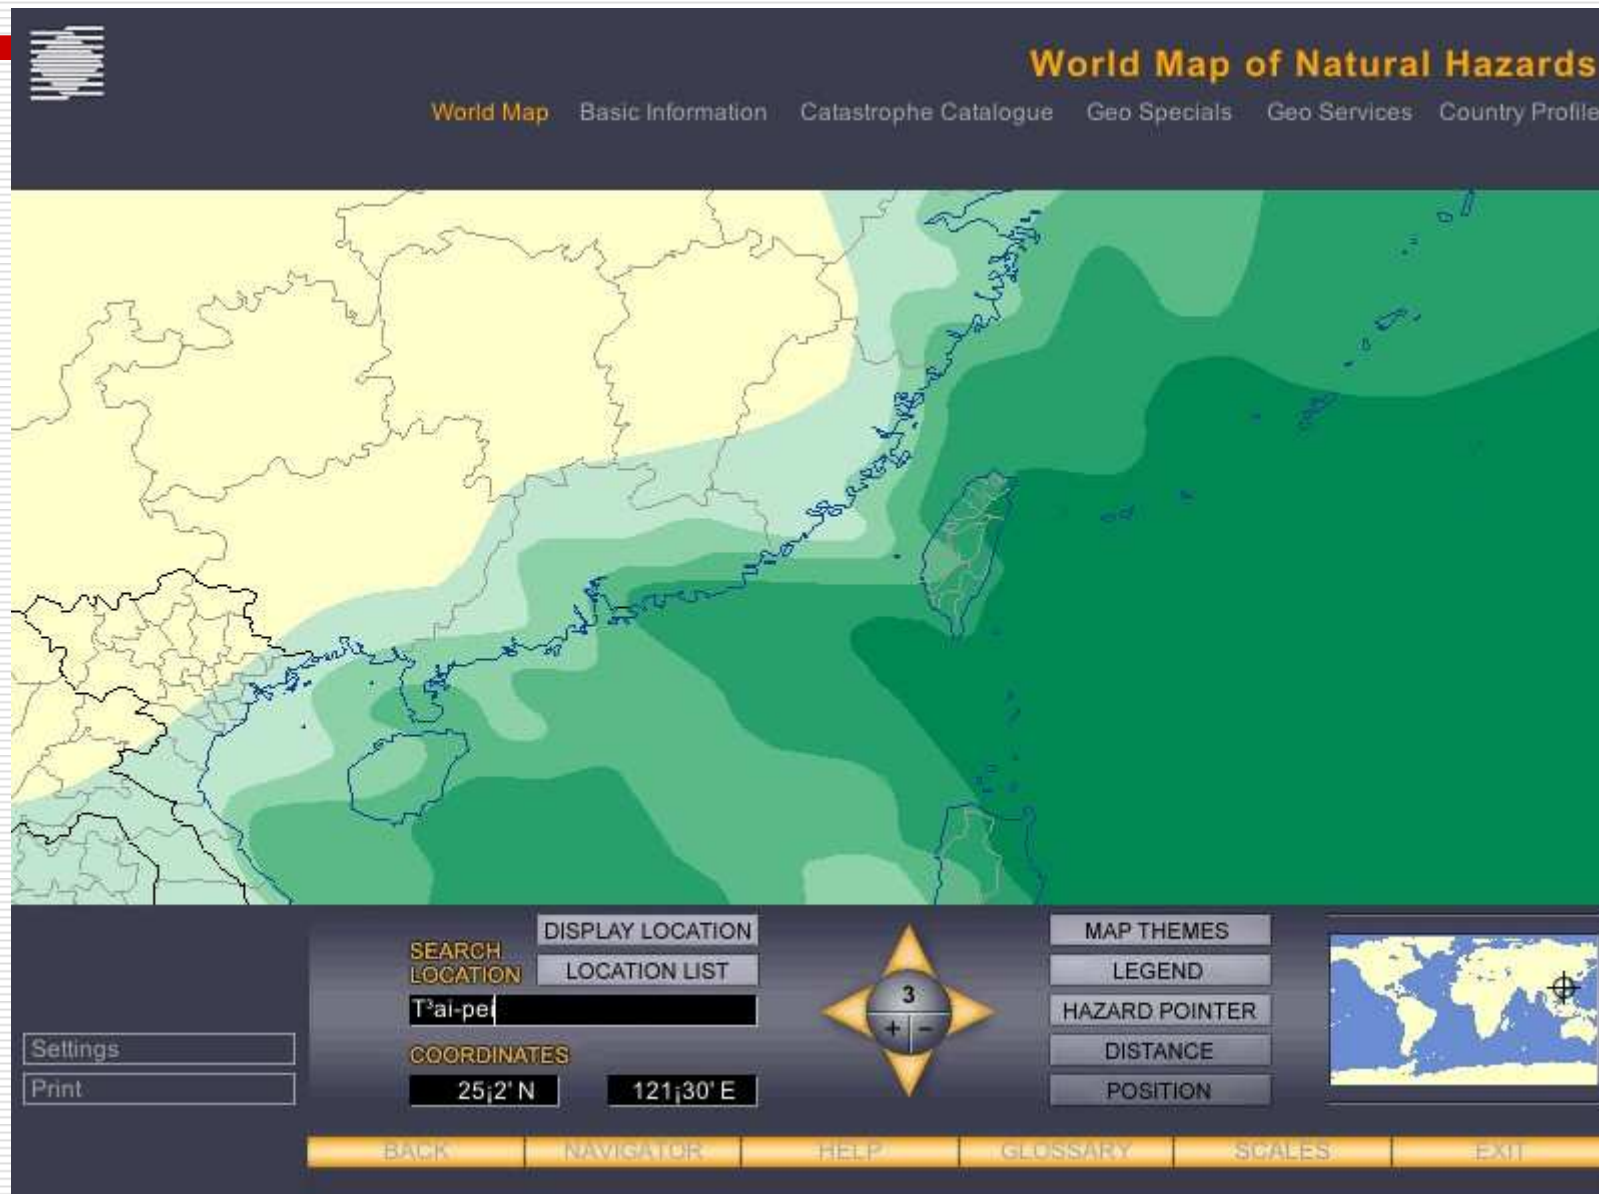 World Map of Natural Hazards
World Map Basic Information Catastrophe Catalogue Geo Specials Geo Services Country Profile
DISPLAY LOCATION
SEARCH
LOCATION
LOCATION LIST
T³ai-pei
COORDINATES
25¡2' N 121¡30' E
3
+ −
MAP THEMES
LEGEND
HAZARD POINTER
DISTANCE
POSITION
Settings
Print
BACK NAVIGATOR HELP GLOSSARY SCALES EXIT